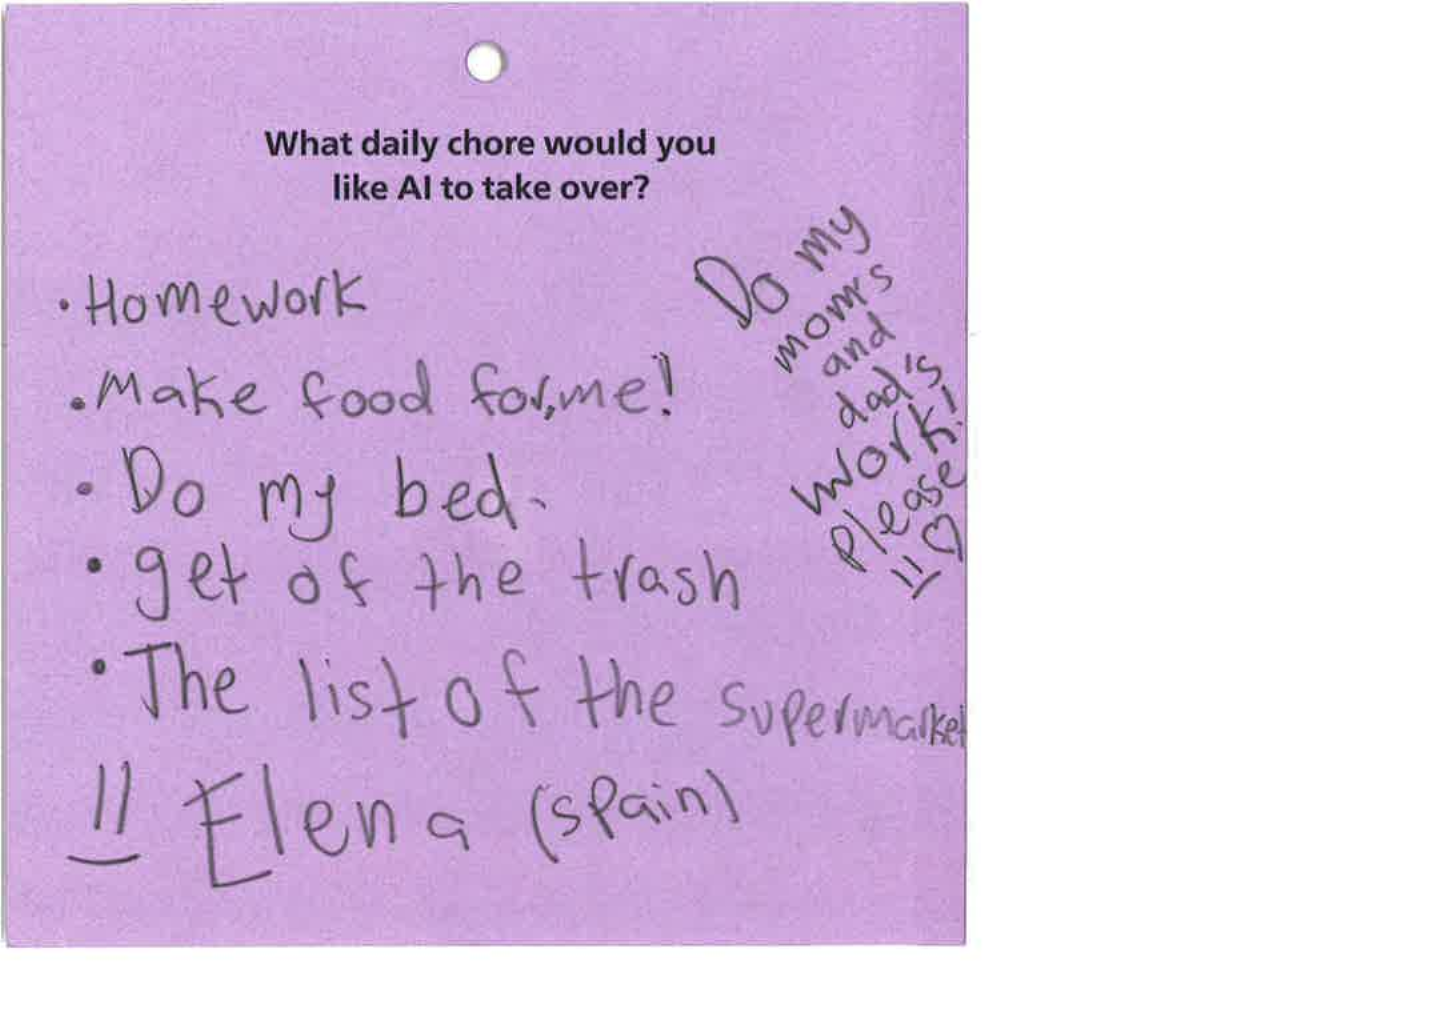 What daily chore would you
like AI to take over?
• Homework
• Make food for,me!
• Do my bed.
• get of the trash
• The list of the supermarket
Elena (spain)
Do my
mom's
and
dad's
work!
Please